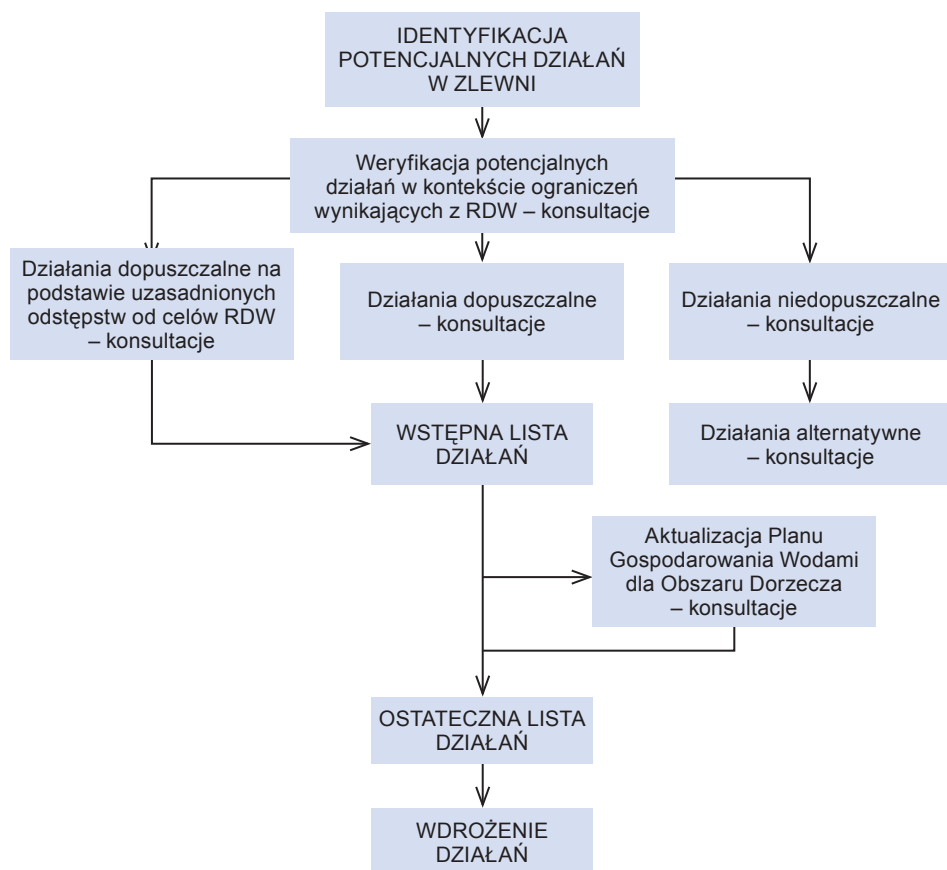 IDENTYFIKACJA
POTENCJALNYCH DZIAŁAŃ
W ZLEWNI
Weryfikacja potencjalnych
działań w kontekście ograniczeń
wynikających z RDW – konsultacje
Działania dopuszczalne na
podstawie uzasadnionych
odstępstw od celów RDW
– konsultacje
Działania dopuszczalne
– konsultacje
Działania niedopuszczalne
– konsultacje
WSTĘPNA LISTA
DZIAŁAŃ
Działania alternatywne
– konsultacje
Aktualizacja Planu
Gospodarowania Wodami
dla Obszaru Dorzecza
– konsultacje
OSTATECZNA LISTA
DZIAŁAŃ
WDROŻENIE
DZIAŁAŃ